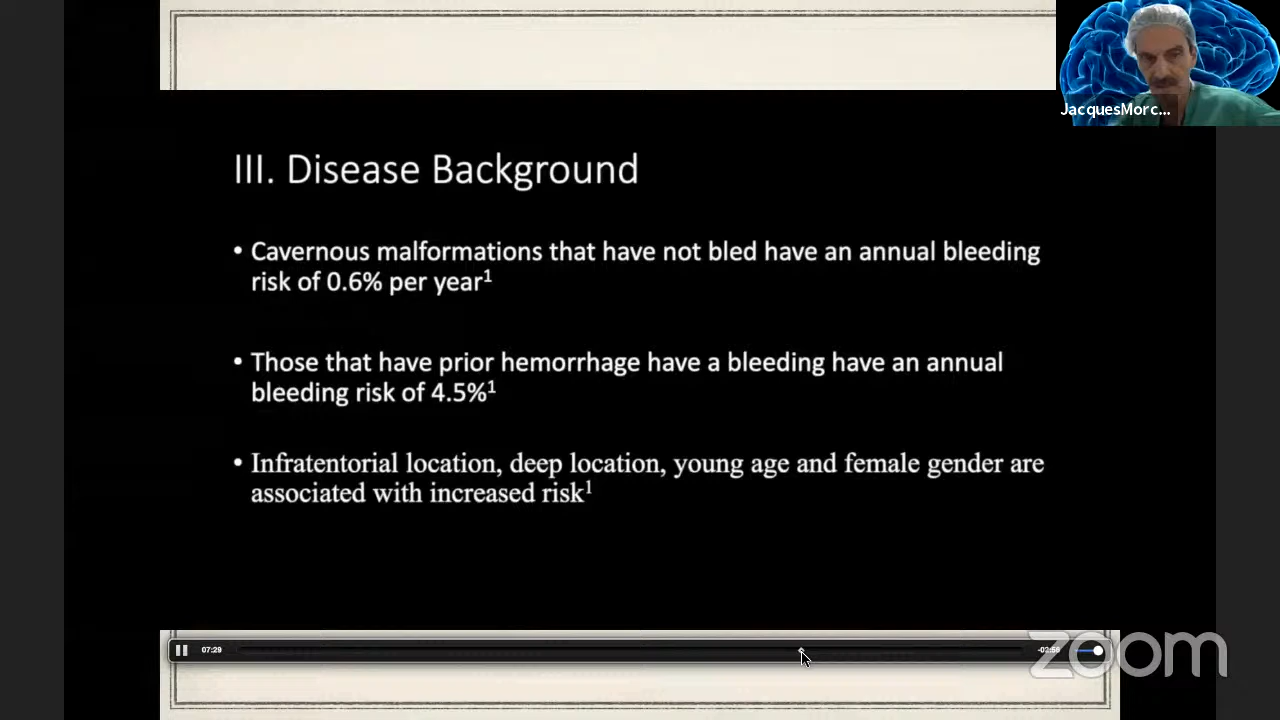 JacquesMorc...
III. Disease Background
• Cavernous malformations that have not bled have an annual bleeding
risk of 0.6% per year¹
• Those that have prior hemorrhage have a bleeding have an annual
bleeding risk of 4.5%¹
• Infratentorial location, deep location, young age and female gender are
associated with increased risk¹
07:29
-02:56
zoom